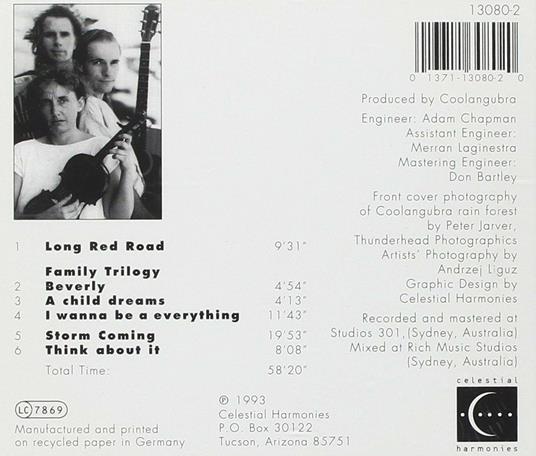 13080-2
0 1371-13080-2 0
Produced by Coolangubra
Engineer: Adam Chapman
Assistant Engineer:
Merran Laginestra
Mastering Engineer:
Don Bartley
Front cover photography
of Coolangubra rain forest
by Peter Jarver,
Thunderhead Photographics
Artists' Photography by
Andrzej Liguz
Graphic Design by
Celestial Harmonies
Recorded and mastered at
Studios 301, (Sydney, Australia)
Mixed at Rich Music Studios
(Sydney, Australia)
1 Long Red Road 9'31"
Family Trilogy
2 Beverly 4'54"
3 A child dreams 4'13"
4 I wanna be a everything 11'43"
5 Storm Coming 19'53"
6 Think about it 8'08"
Total Time: 58'20"
LC 7869
Manufactured and printed
on recycled paper in Germany
℗ 1993
Celestial Harmonies
P.O. Box 30122
Tucson, Arizona 85751
celestial
harmonies